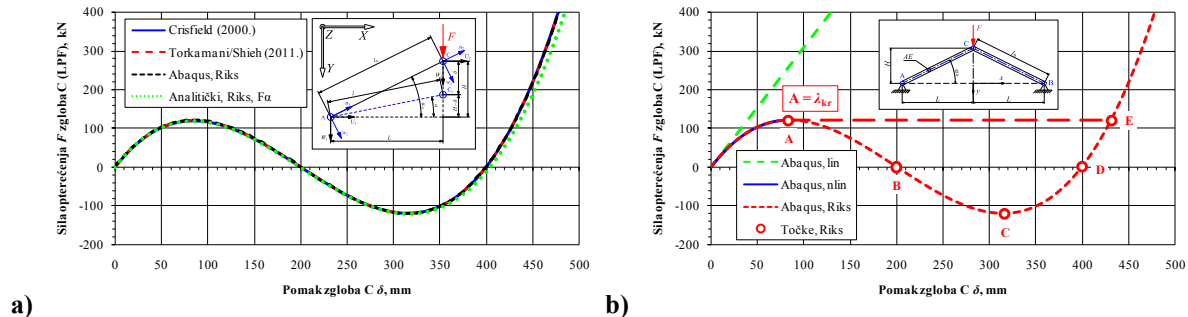 a)
Sila opterećenja F zgloba C (LPF), kN
400
300
200
100
0
-100
-200
0 50 100 150 200 250 300 350 400 450 500
Pomak zgloba C δ, mm
Crisfield (2000.)
Torkamani/Shieh (2011.)
Abaqus, Riks
Analitički, Riks, Fα
Z X
Y
F
L
b)
Sila opterećenja F zgloba C (LPF), kN
400
300
200
100
0
-100
-200
0 50 100 150 200 250 300 350 400 450 500
Pomak zgloba C δ, mm
A = λkr
A
B
C
D
E
Abaqus, lin
Abaqus, nlin
Abaqus, Riks
Točke, Riks
F
C
AE
H
A
B
x
y
L L